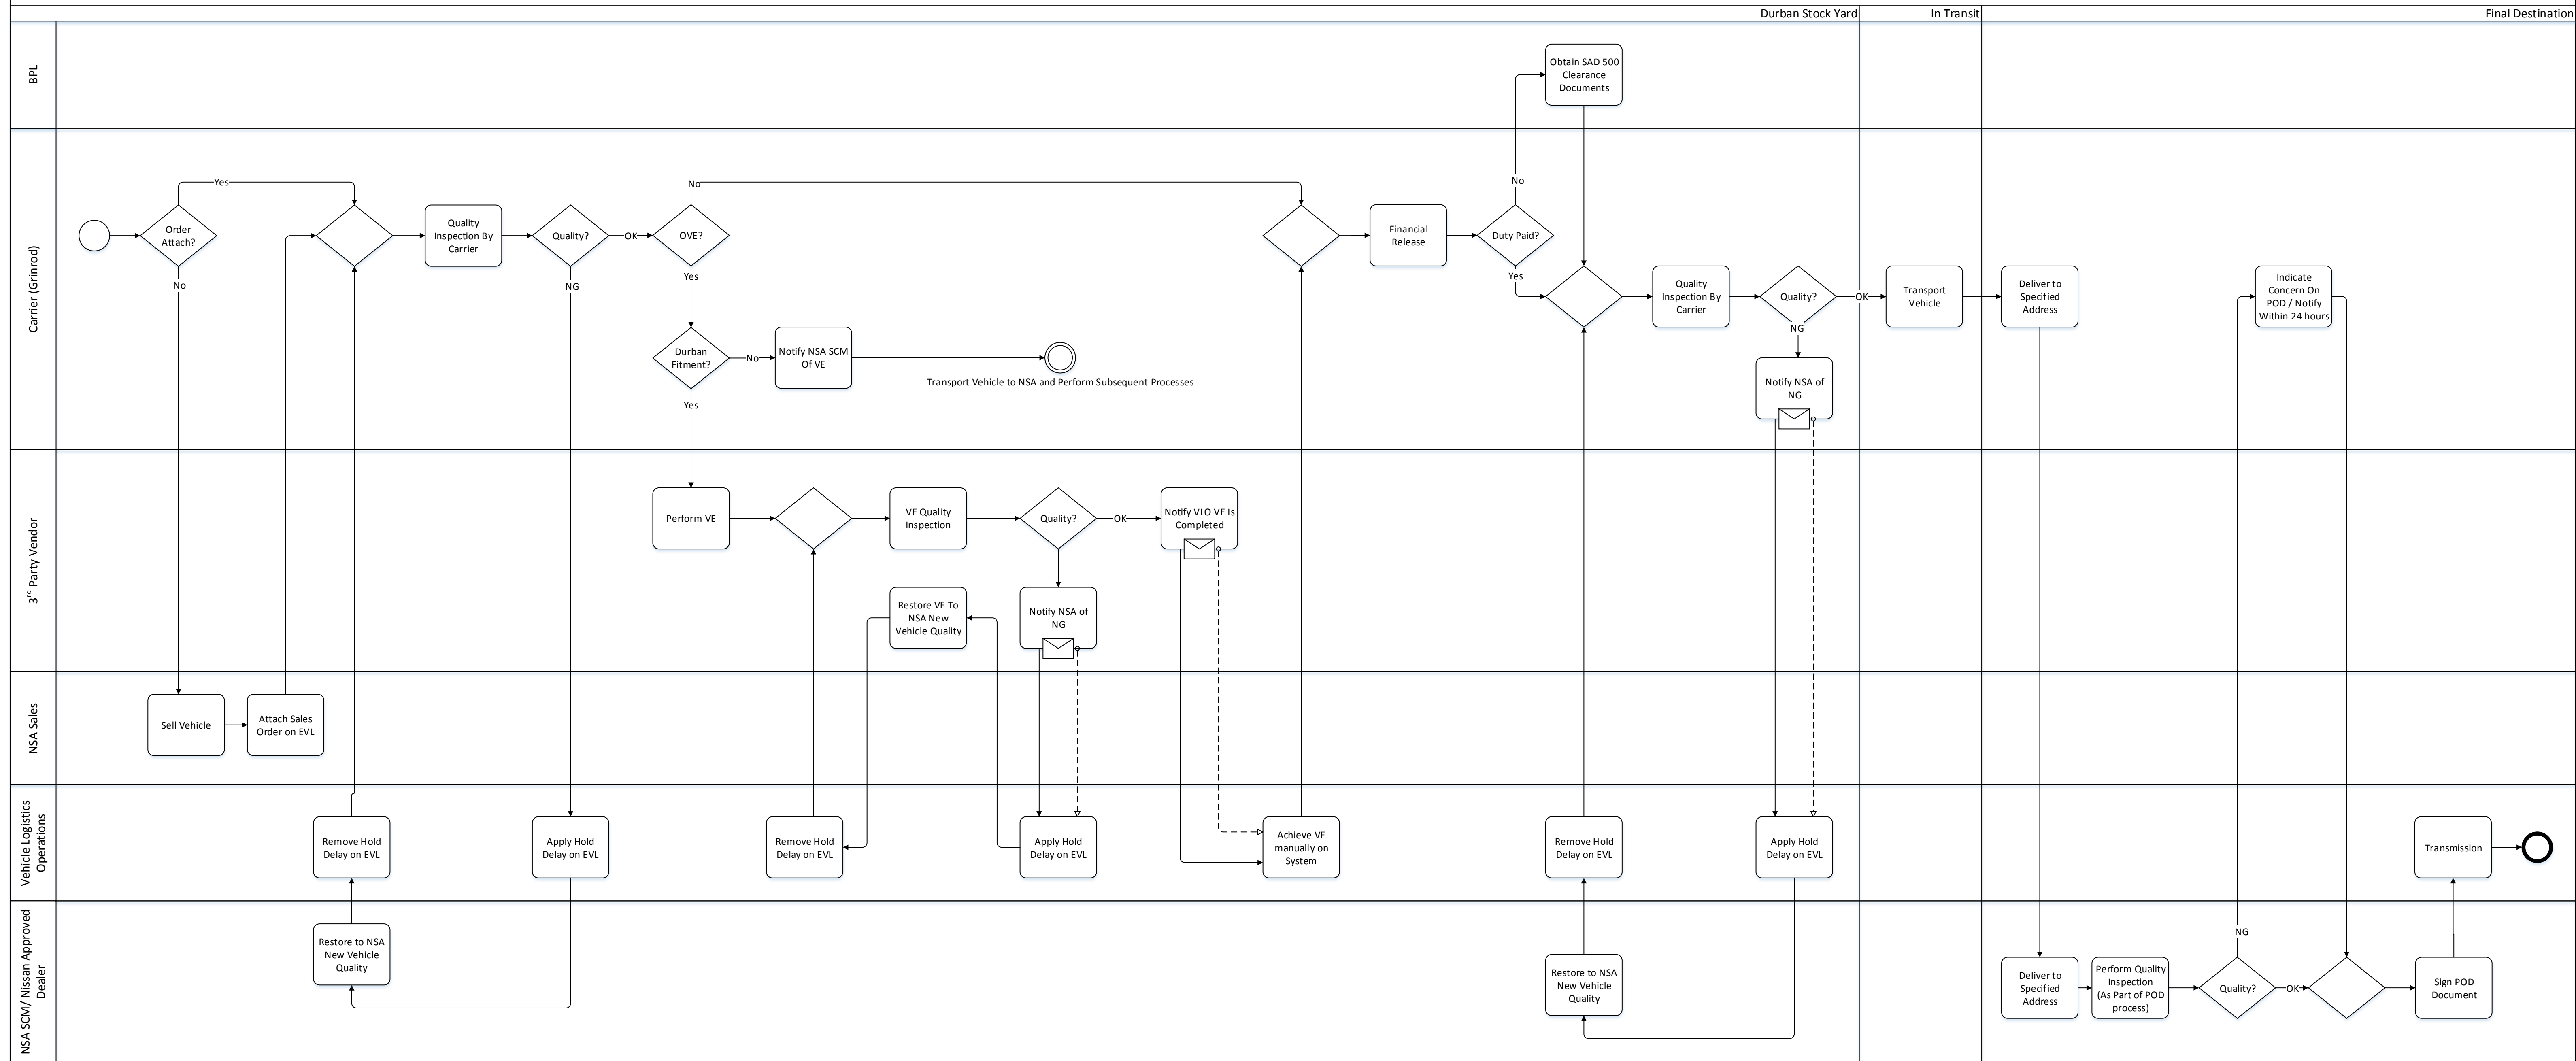 Durban Stock Yard
In Transit
Final Destination
BPL
Obtain SAD 500
Clearance
Documents
Carrier (Grinrod)
Order
Attach?
Yes
No
Quality
Inspection By
Carrier
Quality?
OK
NG
OVE?
No
Yes
Durban
Fitment?
No
Yes
Notify NSA SCM
Of VE
Transport Vehicle to NSA and Perform Subsequent Processes
Financial
Release
Duty Paid?
No
Yes
Quality
Inspection By
Carrier
Quality?
OK
NG
Notify NSA of
NG
Transport
Vehicle
Deliver to
Specified
Address
Indicate
Concern On
POD / Notify
Within 24 hours
3rd Party Vendor
Perform VE
VE Quality
Inspection
Quality?
OK
Notify VLO VE Is
Completed
Restore VE To
NSA New
Vehicle Quality
Notify NSA of
NG
NSA Sales
Sell Vehicle
Attach Sales
Order on EVL
Vehicle Logistics
Operations
Remove Hold
Delay on EVL
Apply Hold
Delay on EVL
Remove Hold
Delay on EVL
Apply Hold
Delay on EVL
Achieve VE
manually on
System
Remove Hold
Delay on EVL
Apply Hold
Delay on EVL
Transmission
NSA SCM/ Nissan Approved
Dealer
Restore to NSA
New Vehicle
Quality
Restore to NSA
New Vehicle
Quality
Deliver to
Specified
Address
Perform Quality
Inspection
(As Part of POD
process)
Quality?
NG
OK
Sign POD
Document